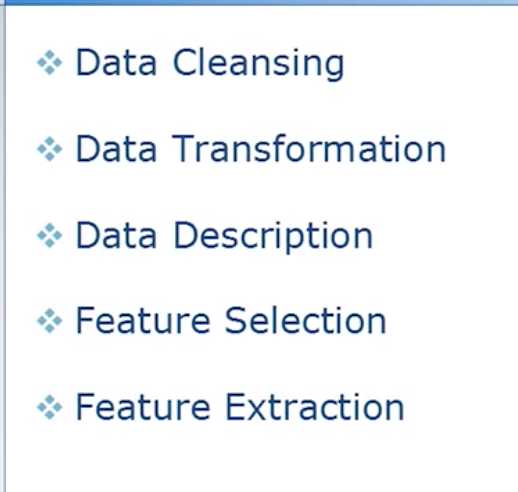 Data Cleansing
Data Transformation
Data Description
Feature Selection
Feature Extraction